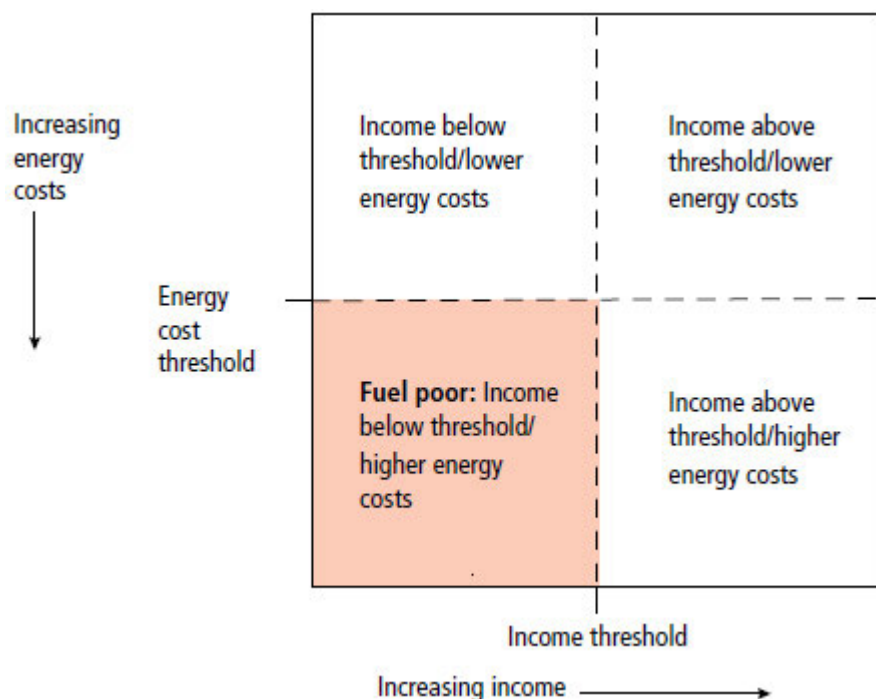 Increasing
energy
costs
Income below
threshold/lower
energy costs
Income above
threshold/lower
energy costs
Energy
cost
threshold
Fuel poor: Income
below threshold/
higher energy
costs
Income above
threshold/higher
energy costs
Income threshold
Increasing income